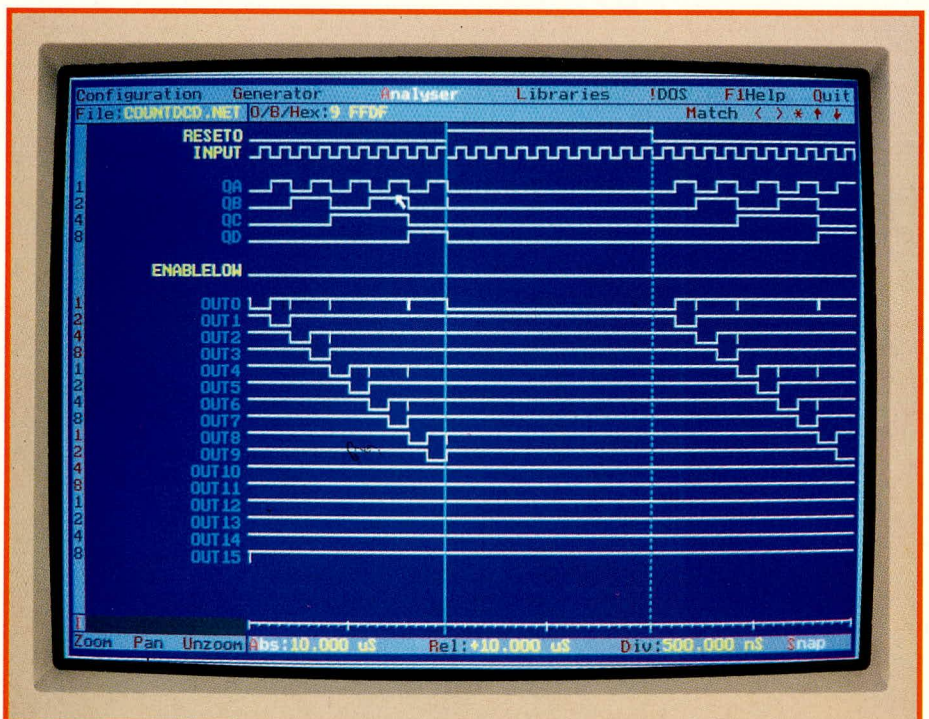 Configuration Generator Analyser Libraries !DOS F1Help Quit
File:COUNTDCD.NET O/B/Hex:9 FFDF Match < > * ↑ ↓
RESET0
INPUT
1 QA
2 QB
4 QC
8 QD
ENABLELOW
1 OUT0
2 OUT1
4 OUT2
8 OUT3
1 OUT4
2 OUT5
4 OUT6
8 OUT7
1 OUT8
2 OUT9
4 OUT10
8 OUT11
1 OUT12
2 OUT13
4 OUT14
8 OUT15
Zoom Pan Unzoom Abs:10.000 uS Rel:+10.000 uS Div:500.000 nS Snap